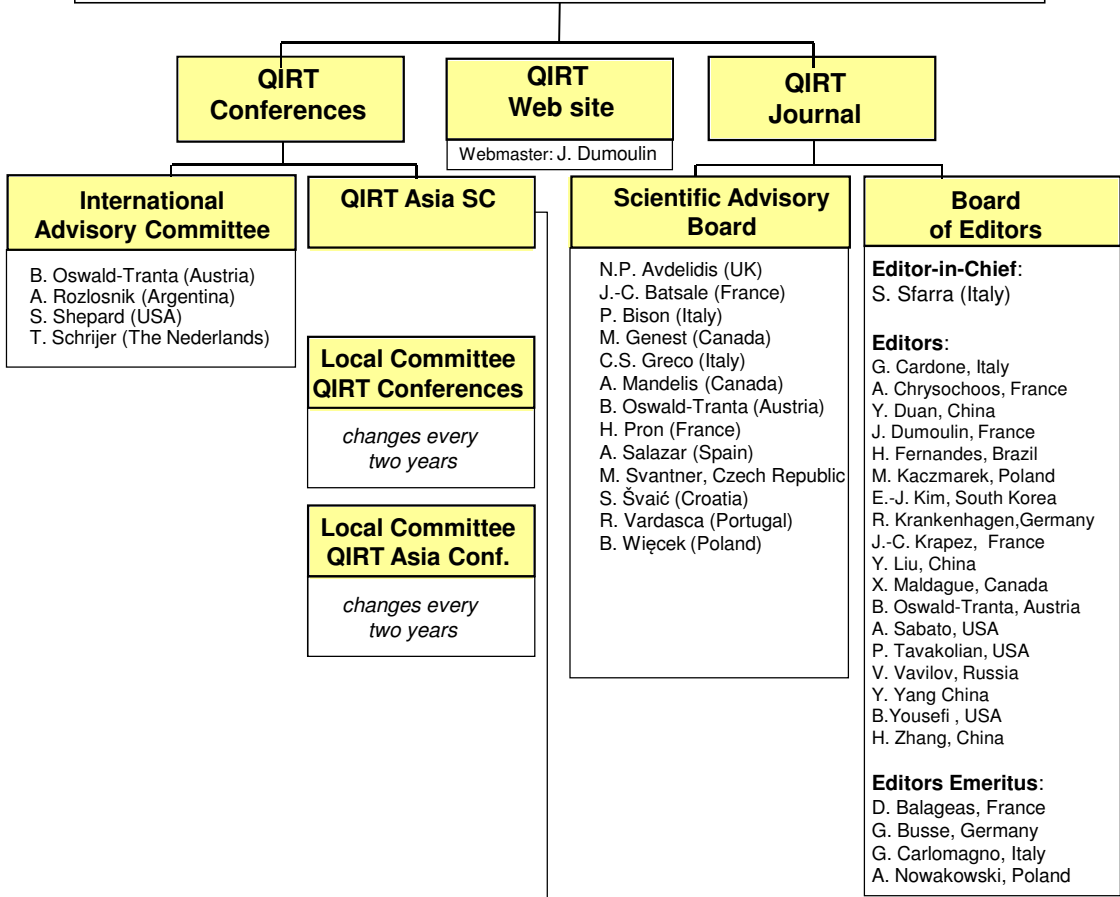 QIRT
Conferences
QIRT
Web site
Webmaster: J. Dumoulin
QIRT
Journal
International
Advisory Committee
B. Oswald-Tranta (Austria)
A. Rozlosnik (Argentina)
S. Shepard (USA)
T. Schrijer (The Nederlands)
QIRT Asia SC
Local Committee
QIRT Conferences
changes every
two years
Local Committee
QIRT Asia Conf.
changes every
two years
Scientific Advisory
Board
N.P. Avdelidis (UK)
J.-C. Batsale (France)
P. Bison (Italy)
M. Genest (Canada)
C.S. Greco (Italy)
A. Mandelis (Canada)
B. Oswald-Tranta (Austria)
H. Pron (France)
A. Salazar (Spain)
M. Svantner, Czech Republic
S. Švaić (Croatia)
R. Vardasca (Portugal)
B. Więcek (Poland)
Board
of Editors
Editor-in-Chief:
S. Sfarra (Italy)
Editors:
G. Cardone, Italy
A. Chrysochoos, France
Y. Duan, China
J. Dumoulin, France
H. Fernandes, Brazil
M. Kaczmarek, Poland
E.-J. Kim, South Korea
R. Krankenhagen,Germany
J.-C. Krapez, France
Y. Liu, China
X. Maldague, Canada
B. Oswald-Tranta, Austria
A. Sabato, USA
P. Tavakolian, USA
V. Vavilov, Russia
Y. Yang China
B.Yousefi , USA
H. Zhang, China
Editors Emeritus:
D. Balageas, France
G. Busse, Germany
G. Carlomagno, Italy
A. Nowakowski, Poland